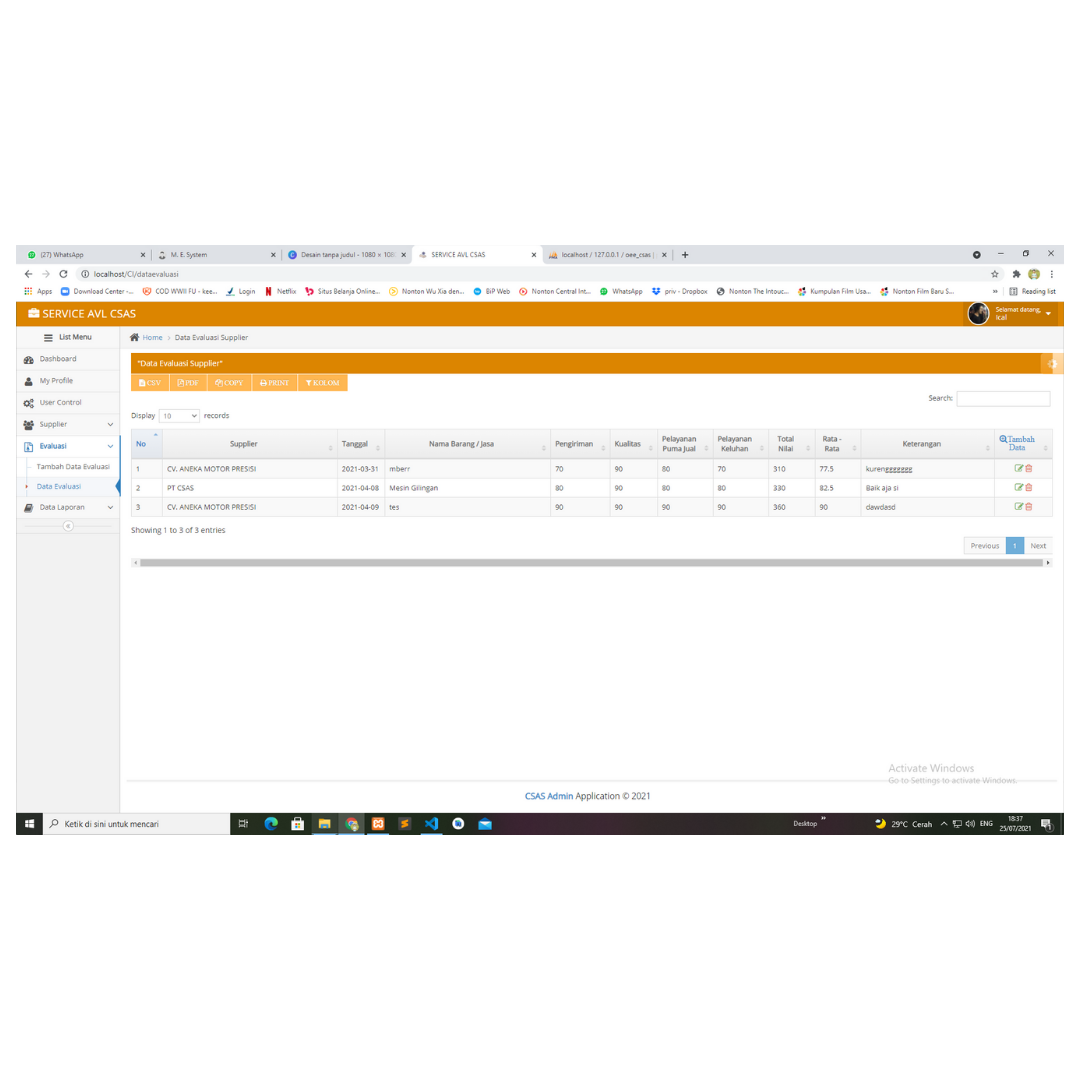 (27) WhatsApp
M. E. System
Desain tanpa judul - 1080 × 108
SERVICE AVL CSAS
localhost / 127.0.0.1 / oee_csas |
localhost/CI/dataevaluasi
Apps Download Center -... COD WWII FU - kee... Login Netflix Situs Belanja Online... Nonton Wu Xia den... BiP Web Nonton Central Int... WhatsApp priv - Dropbox Nonton The Intouc... Kumpulan Film Usa... Nonton Film Baru S... » Reading list
SERVICE AVL CSAS
Selamat datang,
Ical
List Menu
Home > Data Evaluasi Supplier
Dashboard
My Profile
User Control
Supplier
Evaluasi
Tambah Data Evaluasi
Data Evaluasi
Data Laporan
"Data Evaluasi Supplier"
CSV PDF COPY PRINT KOLOM
Search:
Display 10 records
No Supplier Tanggal Nama Barang / Jasa Pengiriman Kualitas Pelayanan Puma Jual Pelayanan Keluhan Total Nilai Rata - Rata Keterangan Tambah Data
1 CV. ANEKA MOTOR PRESISI 2021-03-31 mberr 70 90 80 70 310 77.5 kurenggggggg
2 PT CSAS 2021-04-08 Mesin Gilingan 80 90 80 80 330 82.5 Baik aja si
3 CV. ANEKA MOTOR PRESISI 2021-04-09 tes 90 90 90 90 360 90 dawdasd
Showing 1 to 3 of 3 entries
Previous 1 Next
Activate Windows
Go to Settings to activate Windows.
CSAS Admin Application © 2021
Ketik di sini untuk mencari
Desktop »
29°C Cerah
ENG
18:37
25/07/2021
1